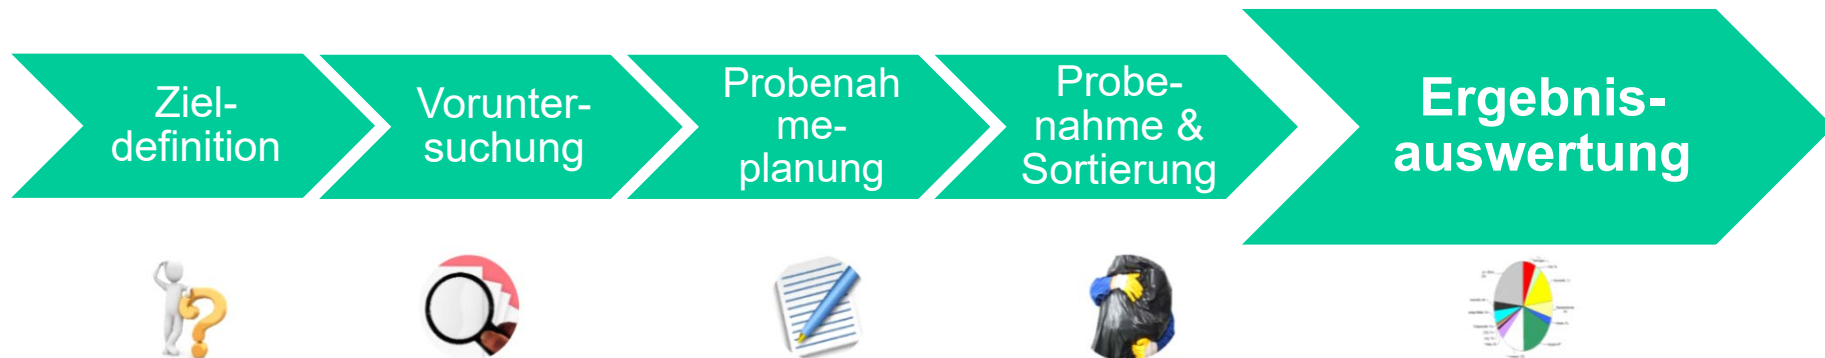 Ziel-
definition
Vorunter-
suchung
Probenah
me-
planung
Probe-
nahme &
Sortierung
Ergebnis-
auswertung